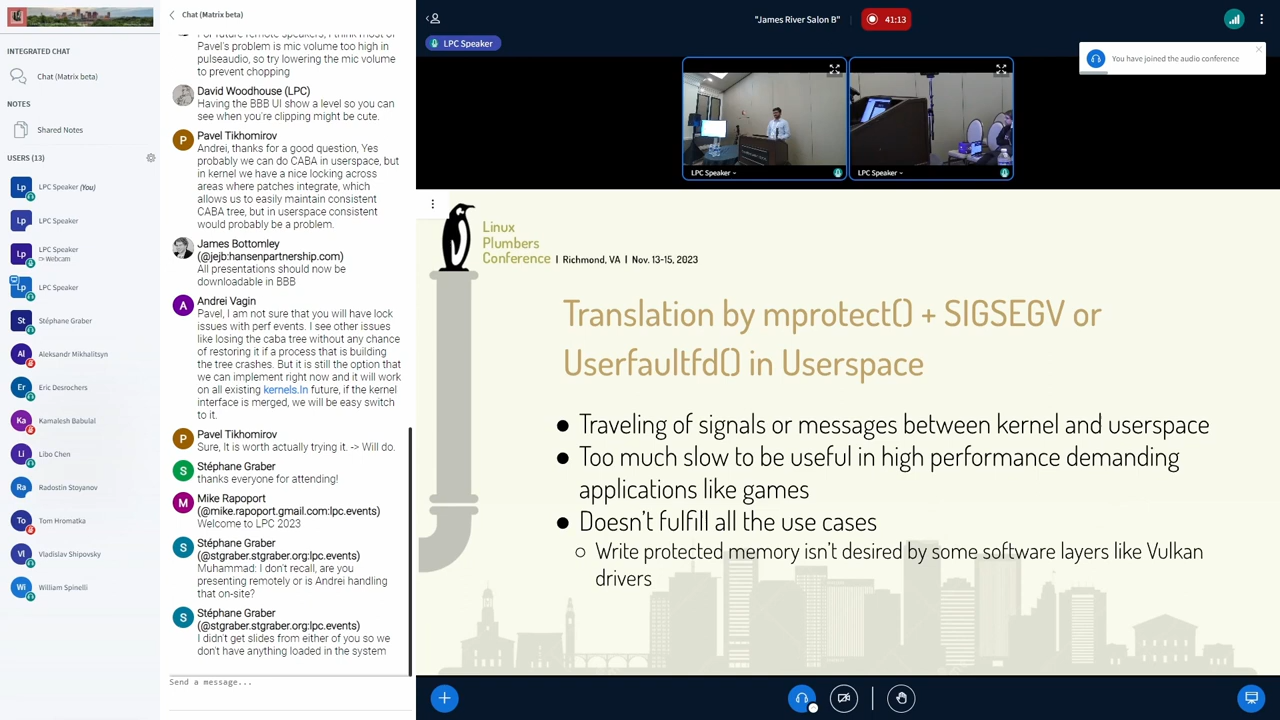 INTEGRATED CHAT
Chat (Matrix beta)
NOTES
Shared Notes
USERS (13)
Lp
LPC Speaker (You)
Lp
LPC Speaker
Lp
LPC Speaker
Webcam
Lp
LPC Speaker
St
Stéphane Graber
Al
Aleksandr Mikhalitsyn
Er
Eric Desrochers
Ka
Kamalesh Babulal
Li
Libo Chen
Ra
Radostin Stoyanov
To
Tom Hromatka
Vl
Vladislav Shipovsky
Wi
William Spinelli
Chat (Matrix beta)
For future remote speakers, I think most of
Pavel's problem is mic volume too high in
pulseaudio, so try lowering the mic volume
to prevent chopping
David Woodhouse (LPC)
Having the BBB UI show a level so you can
see when you're clipping might be cute.
P
Pavel Tikhomirov
Andrei, thanks for a good question, Yes
probably we can do CABA in userspace, but
in kernel we have a nice locking across
areas where patches integrate, which
allows us to easily maintain consistent
CABA tree, but in userspace consistent
would probably be a problem.
James Bottomley
(@jejb:hansenpartnership.com)
All presentations should now be
downloadable in BBB
A
Andrei Vagin
Pavel, I am not sure that you will have lock
issues with perf events. I see other issues
like losing the caba tree without any chance
of restoring it if a process that is building
the tree crashes. But it is still the option that
we can implement right now and it will work
on all existing kernels.In future, if the kernel
interface is merged, we will be easy switch
to it.
P
Pavel Tikhomirov
Sure, It is worth actually trying it. -> Will do.
S
Stéphane Graber
thanks everyone for attending!
M
Mike Rapoport
(@mike.rapoport.gmail.com:lpc.events)
Welcome to LPC 2023
S
Stéphane Graber
(@stgraber.stgraber.org:lpc.events)
Muhammad: I don't recall, are you
presenting remotely or is Andrei handling
that on-site?
S
Stéphane Graber
(@stgraber.stgraber.org:lpc.events)
I didn't get slides from either of you so we
don't have anything loaded in the system
Send a message...
"James River Salon B"
41:13
LPC Speaker
You have joined the audio conference
LPC Speaker
LPC Speaker
Linux
Plumbers
Conference | Richmond, VA | Nov. 13-15, 2023
Translation by mprotect() + SIGSEGV or
Userfaultfd() in Userspace
● Traveling of signals or messages between kernel and userspace
● Too much slow to be useful in high performance demanding
applications like games
● Doesn't fulfill all the use cases
○ Write protected memory isn't desired by some software layers like Vulkan
drivers